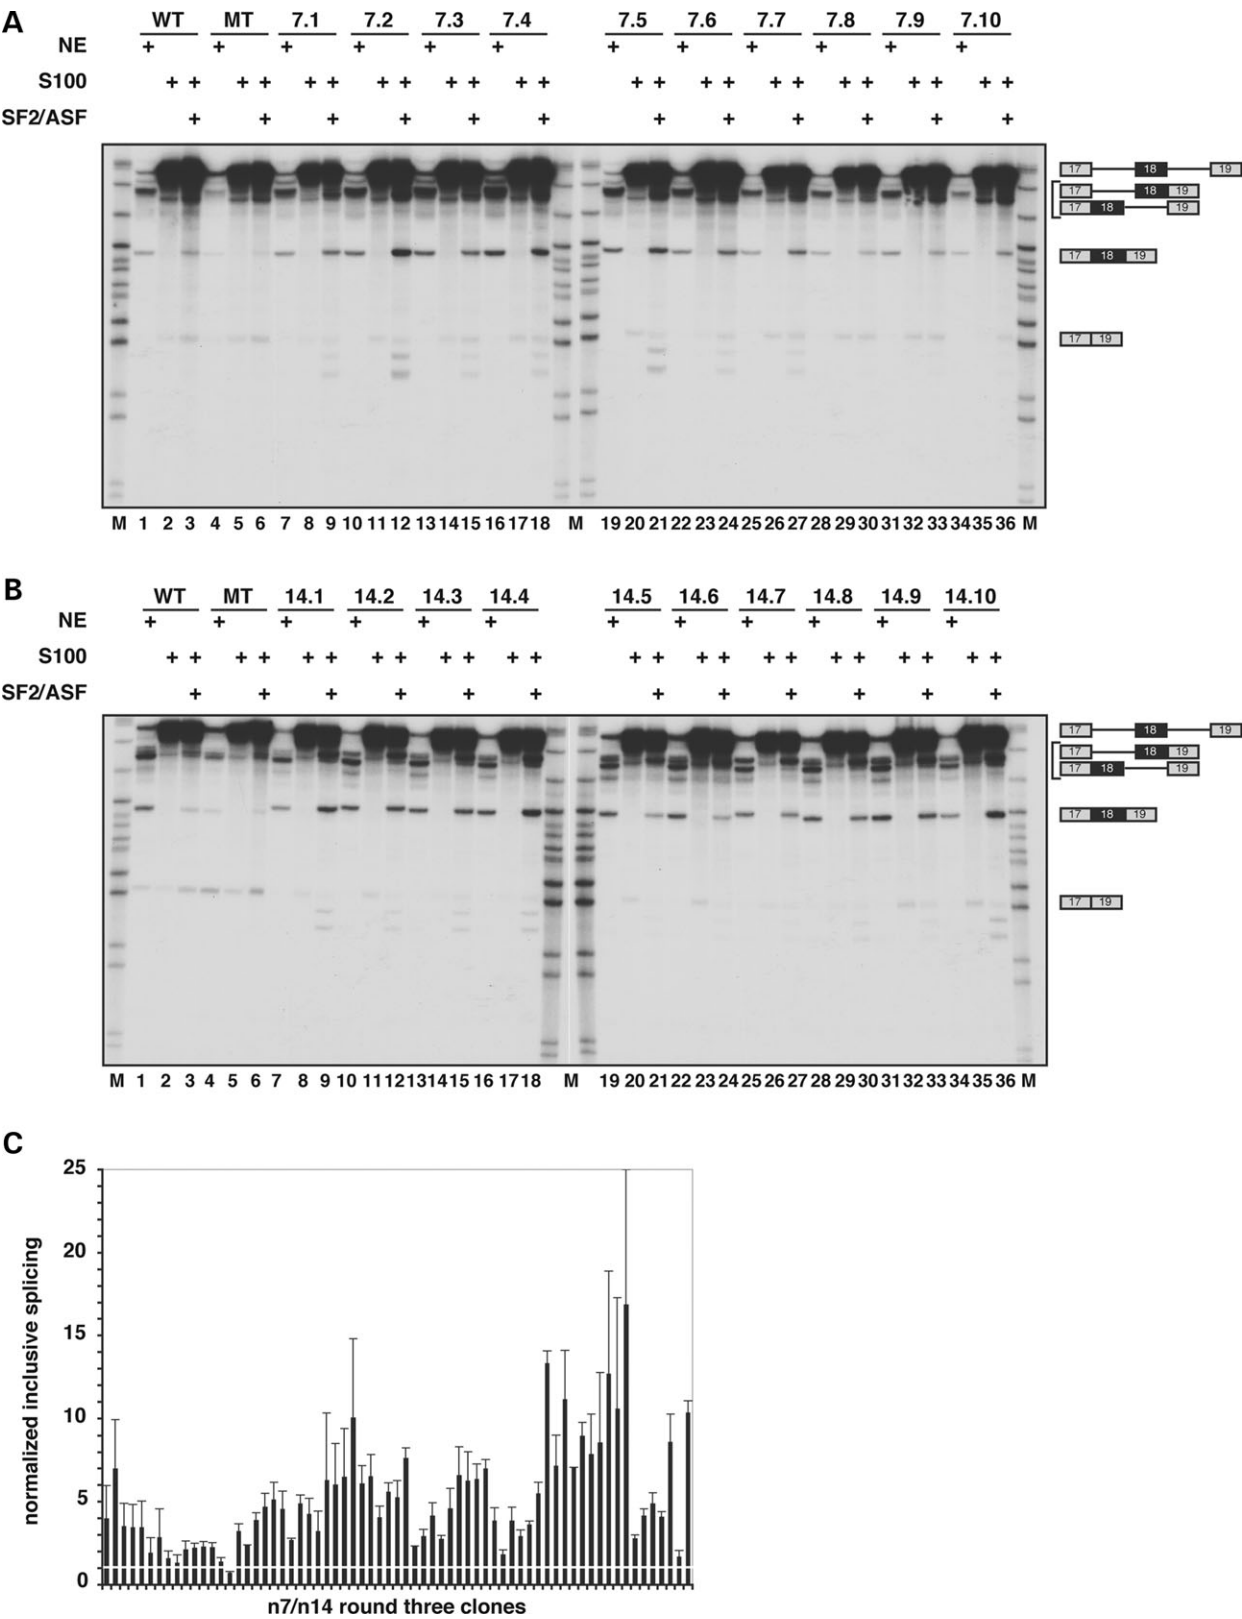 A
WT MT 7.1 7.2 7.3 7.4 7.5 7.6 7.7 7.8 7.9 7.10
NE + + + + + + + + + + + +
S100 + + + + + + + + + + + + + + + + + + + + + + + +
SF2/ASF + + + + + + + + + + + +
17 18 19
17 18 19
17 18 19
17 18 19
17 19
M 1 2 3 4 5 6 7 8 9 10 11 12 13 14 15 16 17 18 M 19 20 21 22 23 24 25 26 27 28 29 30 31 32 33 34 35 36 M
B
WT MT 14.1 14.2 14.3 14.4 14.5 14.6 14.7 14.8 14.9 14.10
NE + + + + + + + + + + + +
S100 + + + + + + + + + + + + + + + + + + + + + + + +
SF2/ASF + + + + + + + + + + + +
17 18 19
17 18 19
17 18 19
17 18 19
17 19
M 1 2 3 4 5 6 7 8 9 10 11 12 13 14 15 16 17 18 M 19 20 21 22 23 24 25 26 27 28 29 30 31 32 33 34 35 36 M
C
normalized inclusive splicing
25
20
15
10
5
0
n7/n14 round three clones